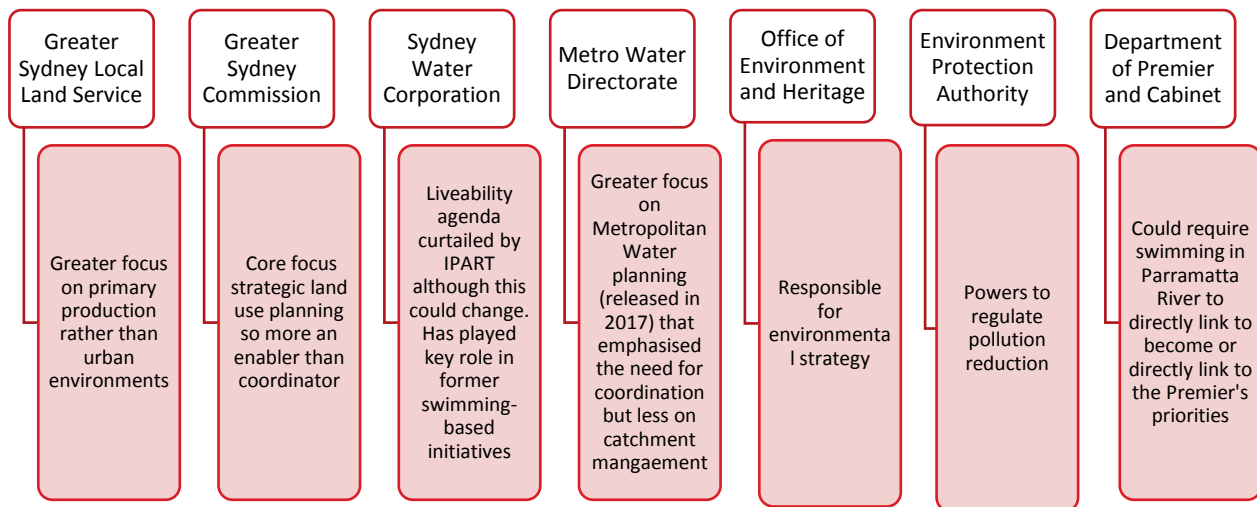 Greater
Sydney Local
Land Service
Greater focus
on primary
production
rather than
urban
environments
Greater
Sydney
Commission
Core focus
strategic land
use planning
so more an
enabler than
coordinator
Sydney
Water
Corporation
Liveability
agenda
curtailed by
IPART
although this
could change.
Has played
key role in
former
swimming-
based
initiatives
Metro Water
Directorate
Greater focus
on
Metropolitan
Water
planning
(released in
2017) that
emphasised
the need for
coordination
but less on
catchment
mangaement
Office of
Environment
and Heritage
Responsible
for
environmenta
l strategy
Environment
Protection
Authority
Powers to
regulate
pollution
reduction
Department
of Premier
and Cabinet
Could require
swimming in
Parramatta
River to
directly link to
become or
directly link to
the Premier's
priorities